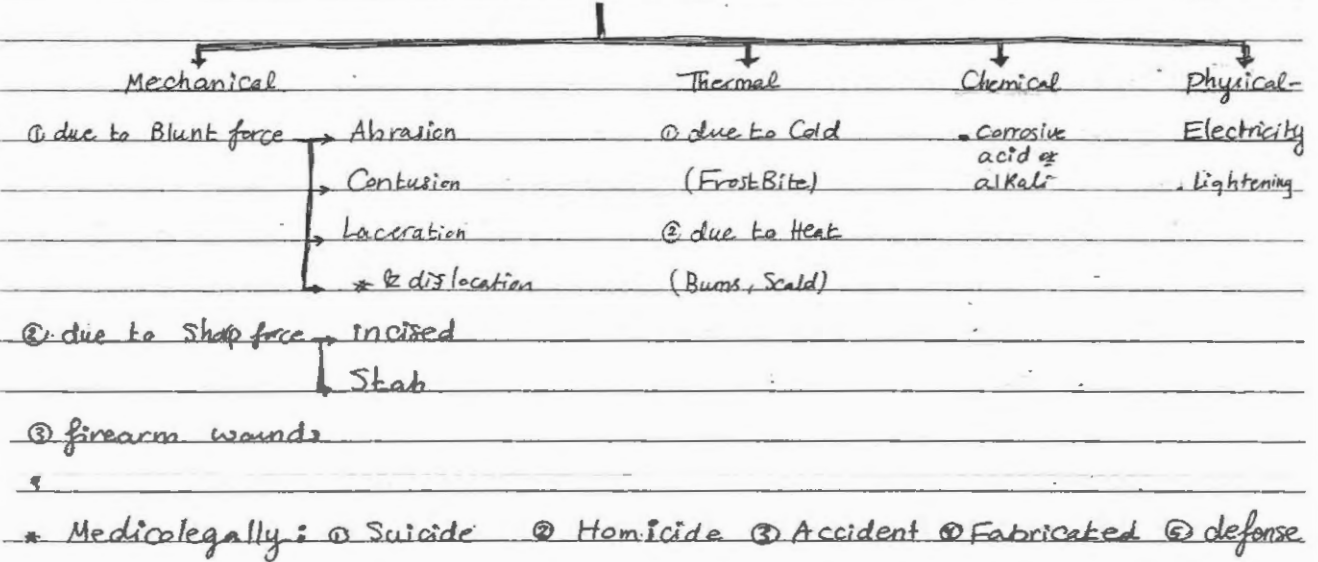 Mechanical Thermal Chemical Physical-
① due to Blunt force → Abrasion ① due to Cold • Corrosive acid or alkali Electricity
→ Contusion (FrostBite) • Lightening
→ Laceration ② due to Heat
→ * & dislocation (Burns, Scald)
② due to Sharp force → incised
Stab
③ firearm wounds
* Medicolegally: ① Suicide ② Homicide ③ Accident ④ Fabricated ⑤ defense